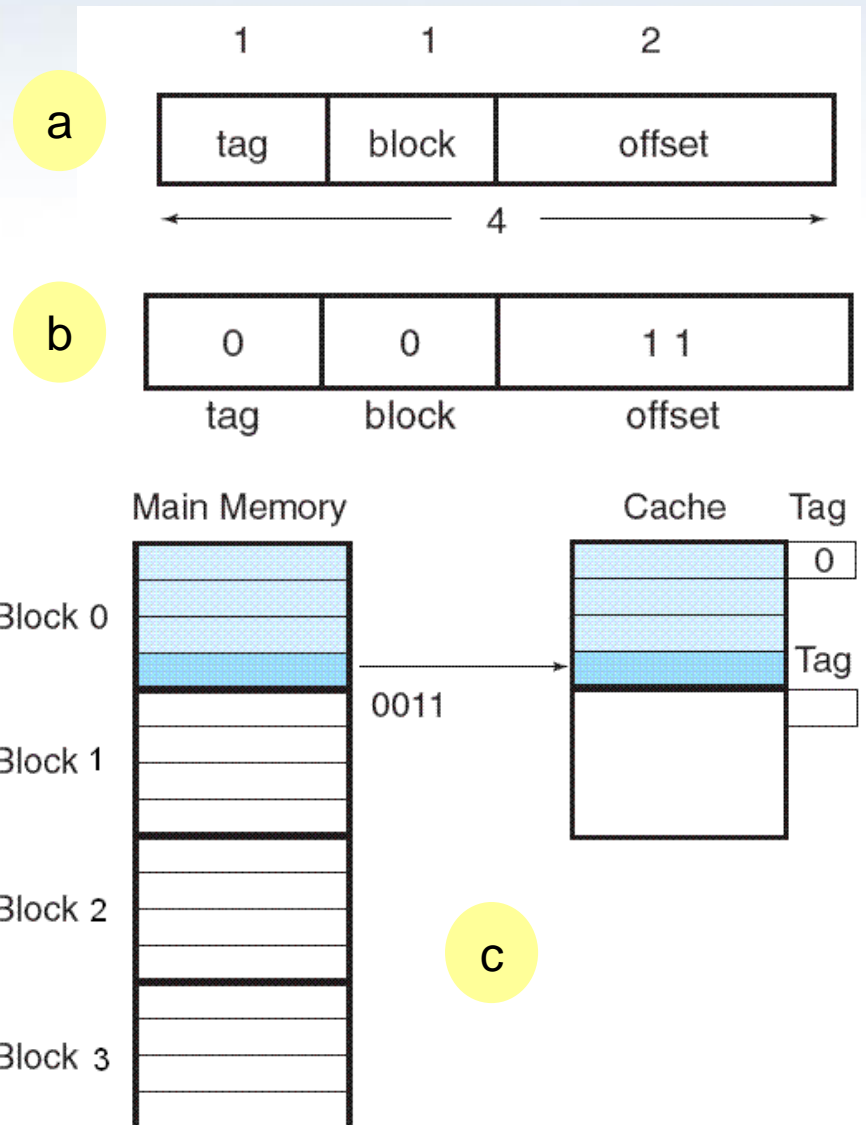 1 1 2
a
tag block offset
4
b
0 0 1 1
tag block offset
Main Memory Cache Tag
0
Block 0
Tag
0011
Block 1
Block 2
c
Block 3